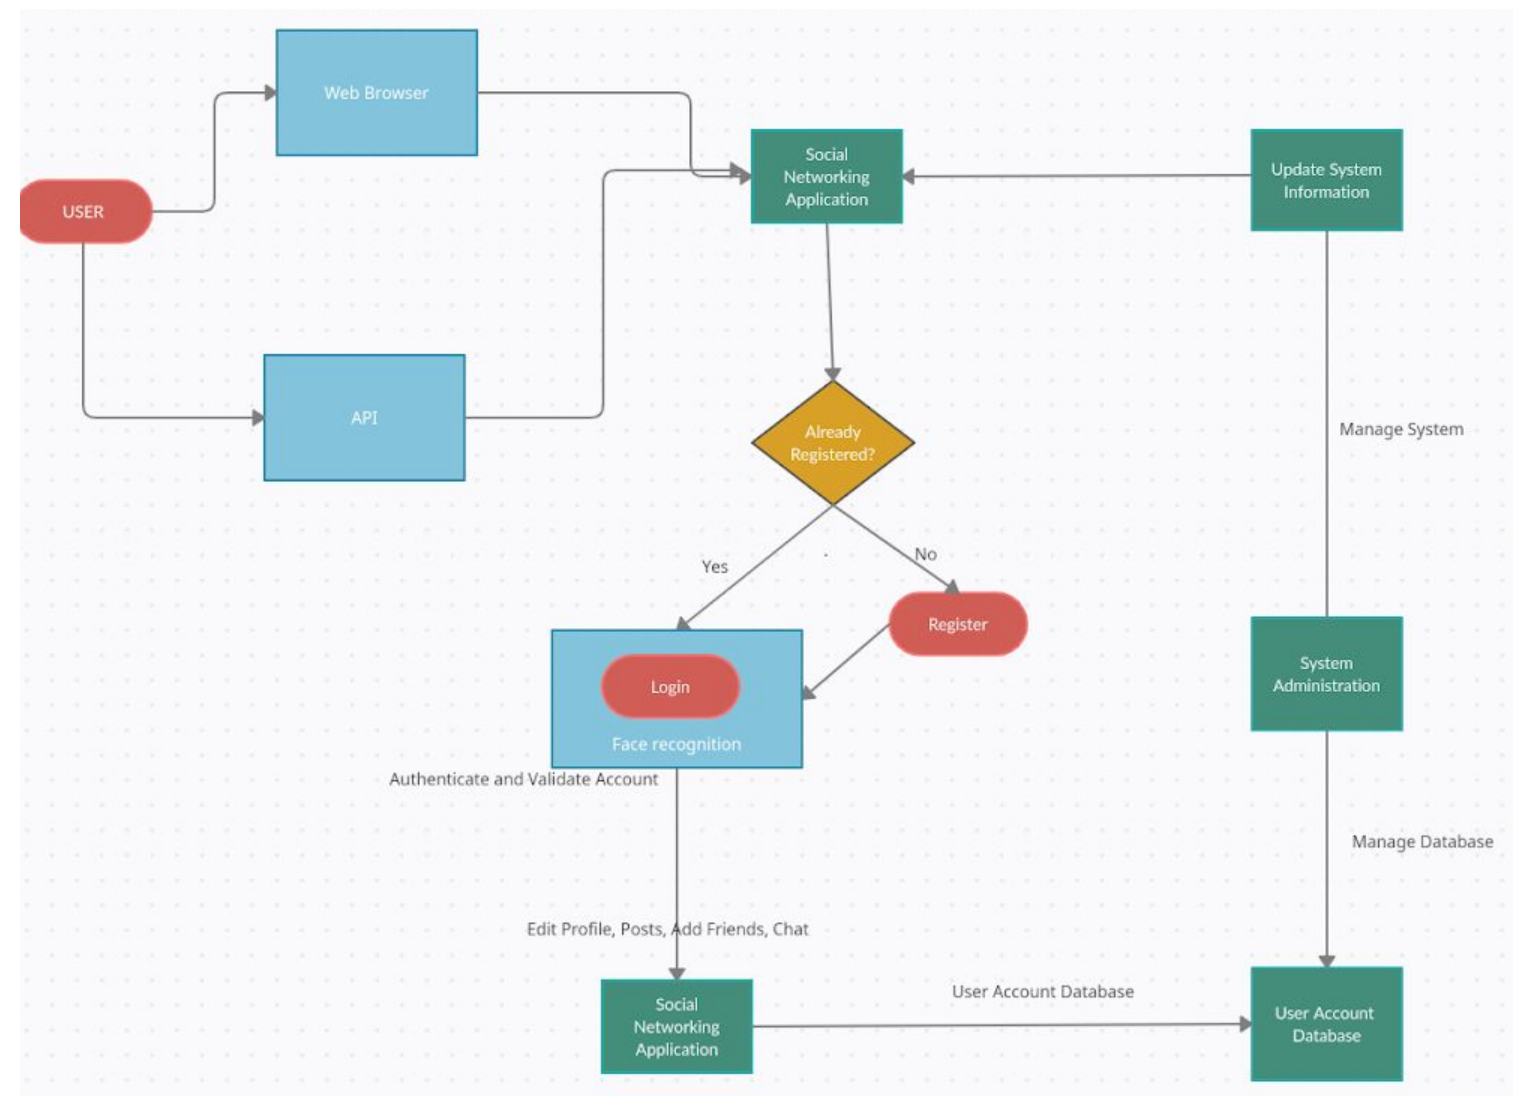 Web Browser
USER
Social
Networking
Application
Update System
Information
API
Already
Registered?
Manage System
Yes
No
Register
Login
Face recognition
System
Administration
Authenticate and Validate Account
Manage Database
Edit Profile, Posts, Add Friends, Chat
Social
Networking
Application
User Account Database
User Account
Database